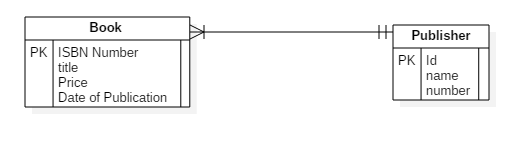 Book
PK ISBN Number
title
Price
Date of Publication
Publisher
PK Id
name
number